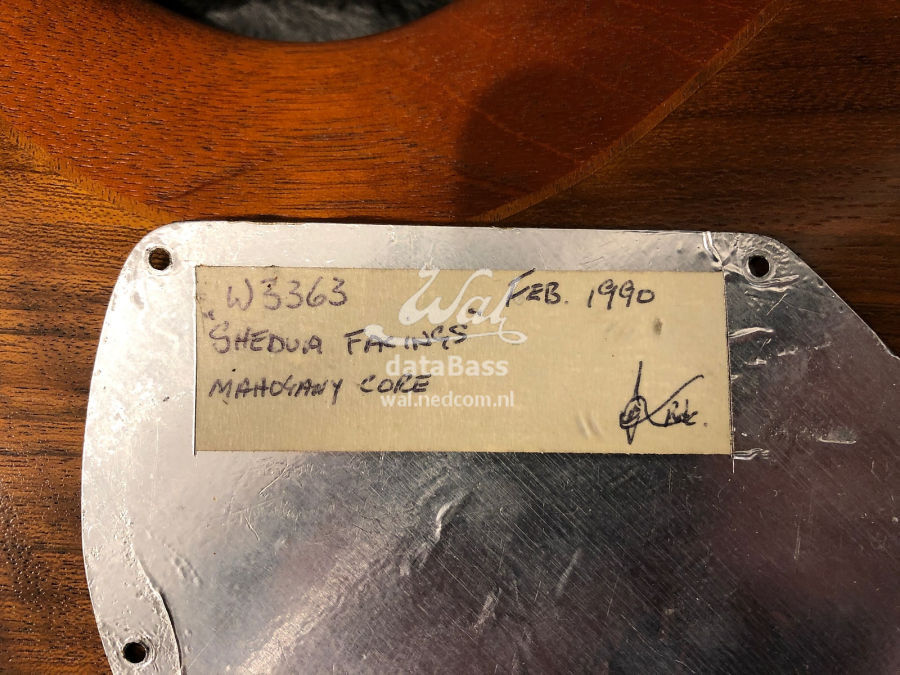 W3363 FEB. 1990
"SHEDUA FACINGS
MAHOGANY CORE
Wal
dataBass
wal.nedcom.nl